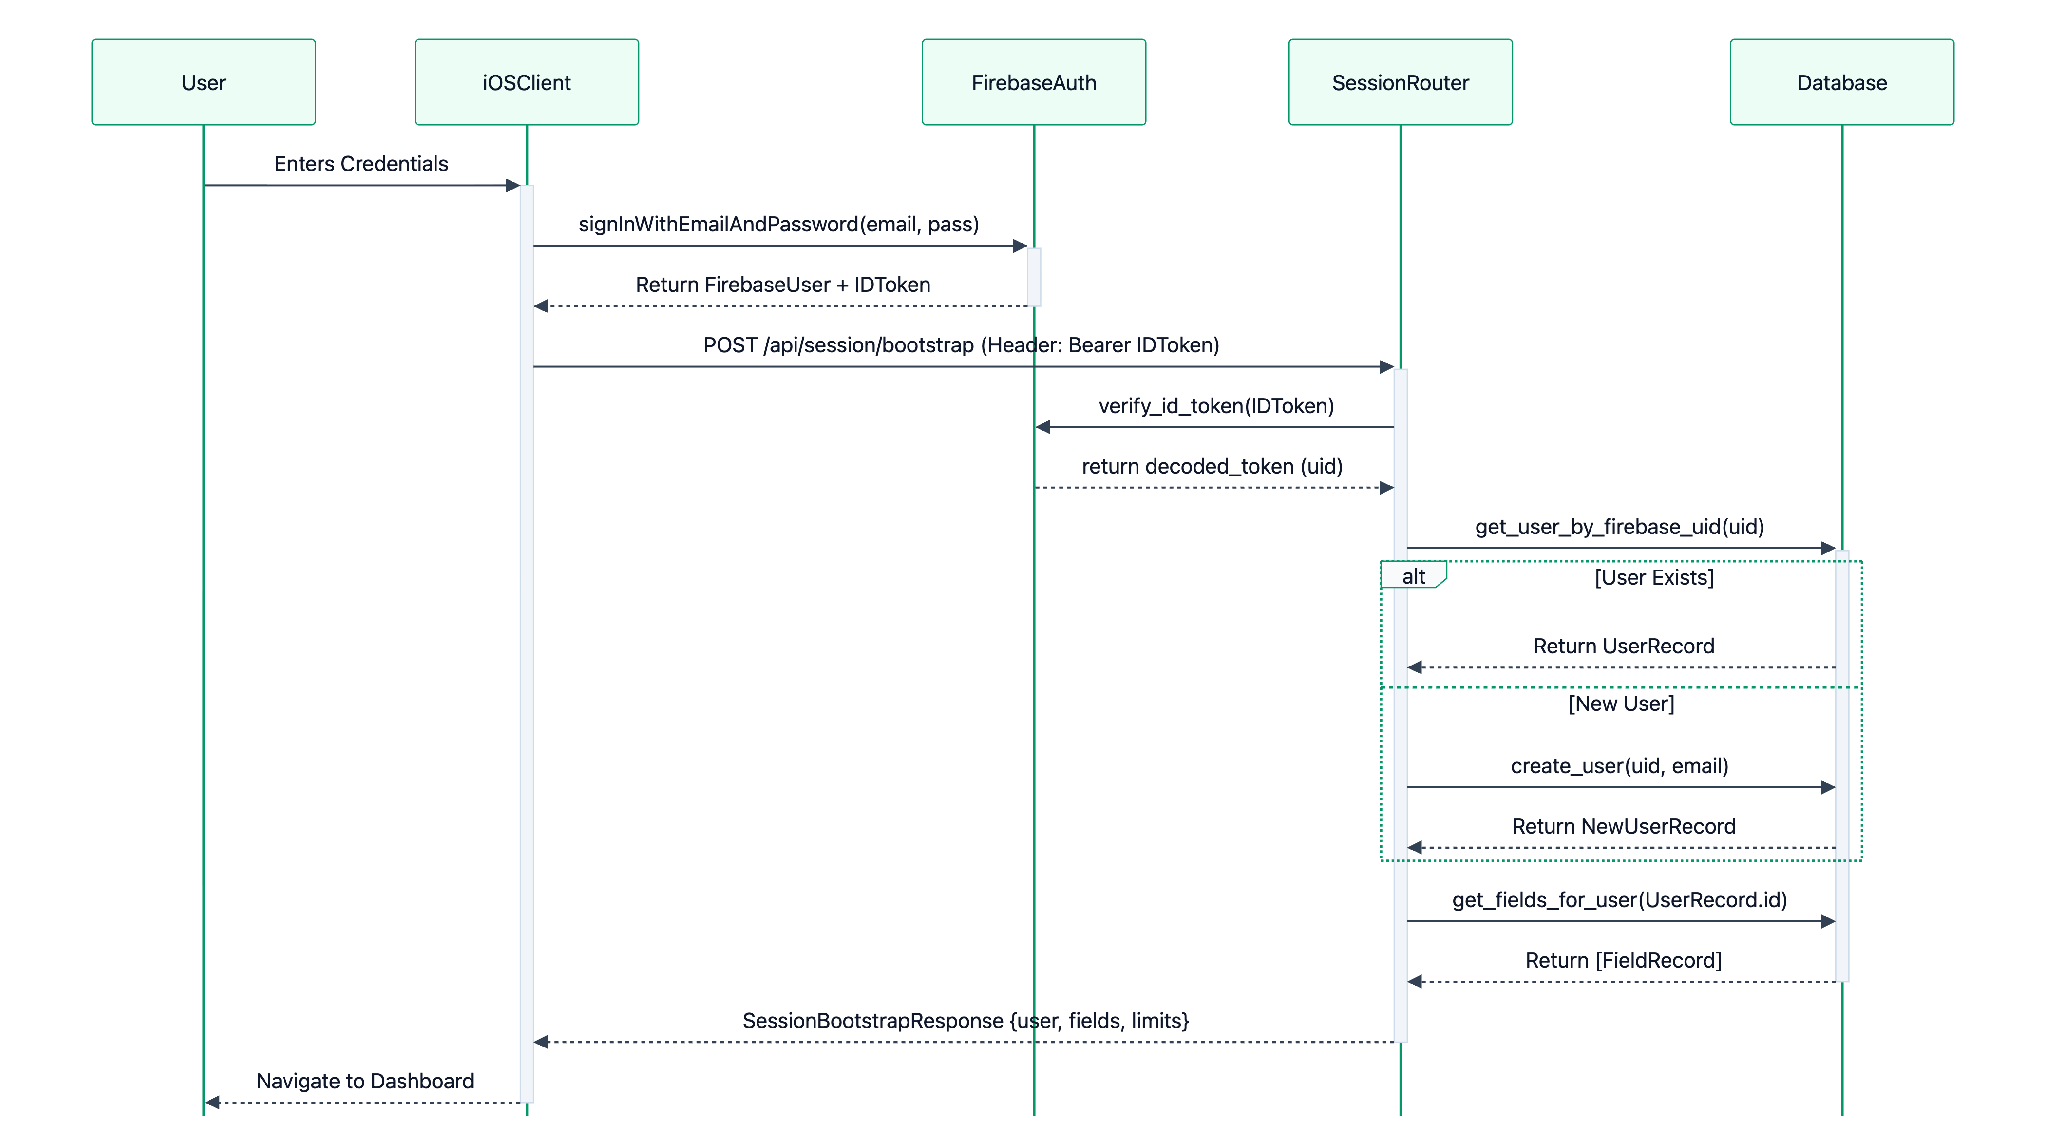 User
iOSClient
FirebaseAuth
SessionRouter
Database
Enters Credentials
signInWithEmailAndPassword(email, pass)
Return FirebaseUser + IDToken
POST /api/session/bootstrap (Header: Bearer IDToken)
verify_id_token(IDToken)
return decoded_token (uid)
get_user_by_firebase_uid(uid)
alt
[User Exists]
Return UserRecord
[New User]
create_user(uid, email)
Return NewUserRecord
get_fields_for_user(UserRecord.id)
Return [FieldRecord]
SessionBootstrapResponse {user, fields, limits}
Navigate to Dashboard